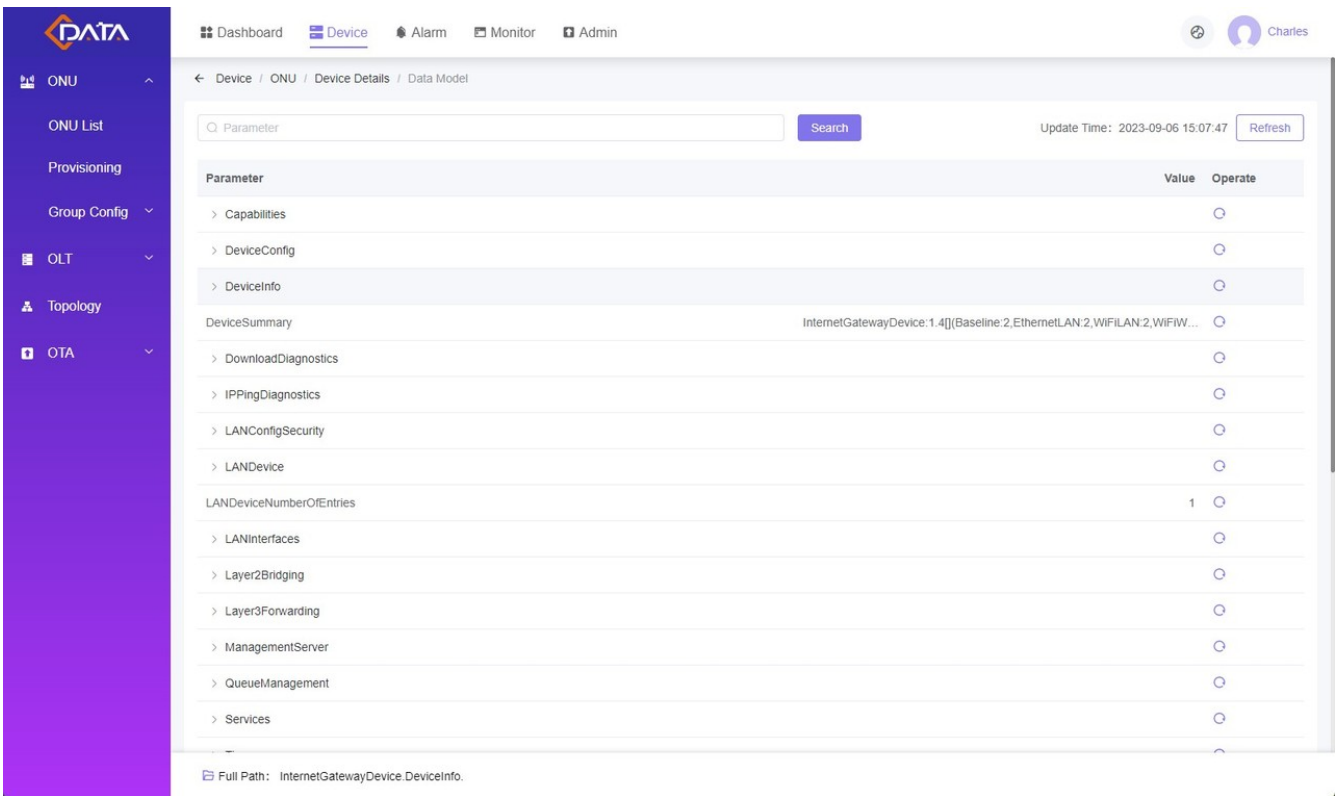 DATA
Dashboard Device Alarm Monitor Admin Charles
ONU
← Device / ONU / Device Details / Data Model
ONU List
Parameter Search Update Time: 2023-09-06 15:07:47 Refresh
Provisioning
Parameter Value Operate
Group Config
> Capabilities
> DeviceConfig
OLT
> DeviceInfo
Topology
DeviceSummary InternetGatewayDevice:1.4[](Baseline:2,EthernetLAN:2,WiFiLAN:2,WiFiW...
OTA
> DownloadDiagnostics
> IPPingDiagnostics
> LANConfigSecurity
> LANDevice
LANDeviceNumberOfEntries 1
> LANInterfaces
> Layer2Bridging
> Layer3Forwarding
> ManagementServer
> QueueManagement
> Services
Full Path: InternetGatewayDevice.DeviceInfo.